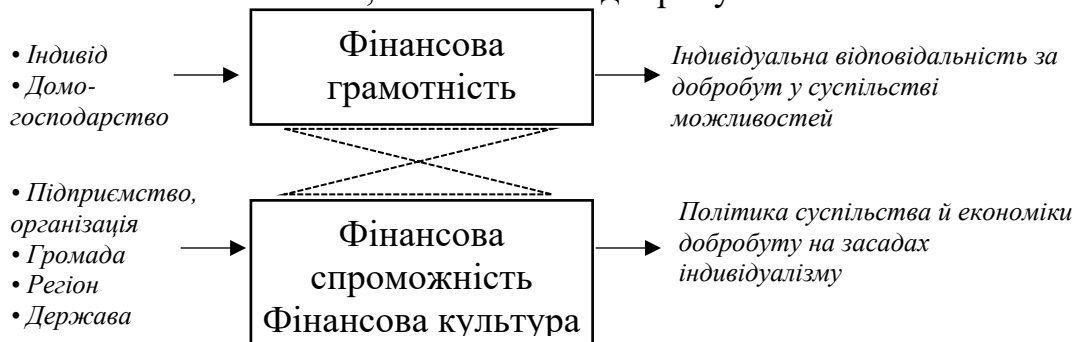 • Індивід
• Домо-
господарство
Фінансова
грамотність
Індивідуальна відповідальність за
добробут у суспільстві
можливостей
• Підприємство,
організація
• Громада
• Регіон
• Держава
Фінансова
спроможність
Фінансова культура
Політика суспільства й економіки
добробуту на засадах
індивідуалізму